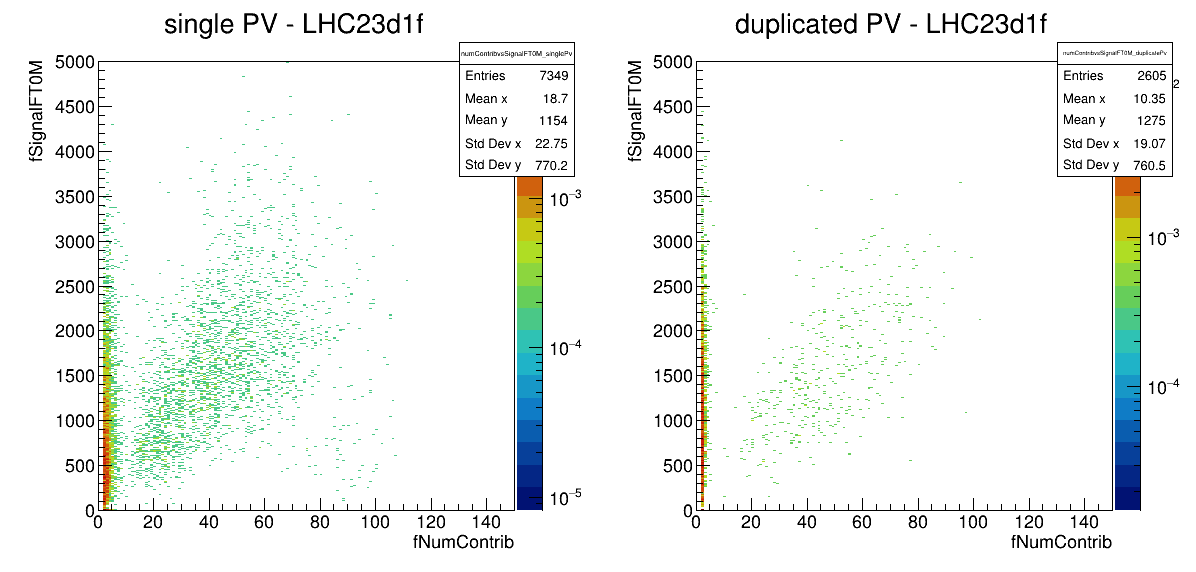 single PV - LHC23d1f
fSignalFT0M
5000
4500
4000
3500
3000
2500
2000
1500
1000
500
0
0 20 40 60 80 100 120 140
fNumContrib
numContribvsSignalFT0M_singlePv
Entries 7349
Mean x 18.7
Mean y 1154
Std Dev x 22.75
Std Dev y 770.2
10⁻³
10⁻⁴
10⁻⁵
duplicated PV - LHC23d1f
fSignalFT0M
5000
4500
4000
3500
3000
2500
2000
1500
1000
500
0
0 20 40 60 80 100 120 140
fNumContrib
numContribvsSignalFT0M_duplicatePv
Entries 2605
Mean x 10.35
Mean y 1275
Std Dev x 19.07
Std Dev y 760.5
2
10⁻³
10⁻⁴